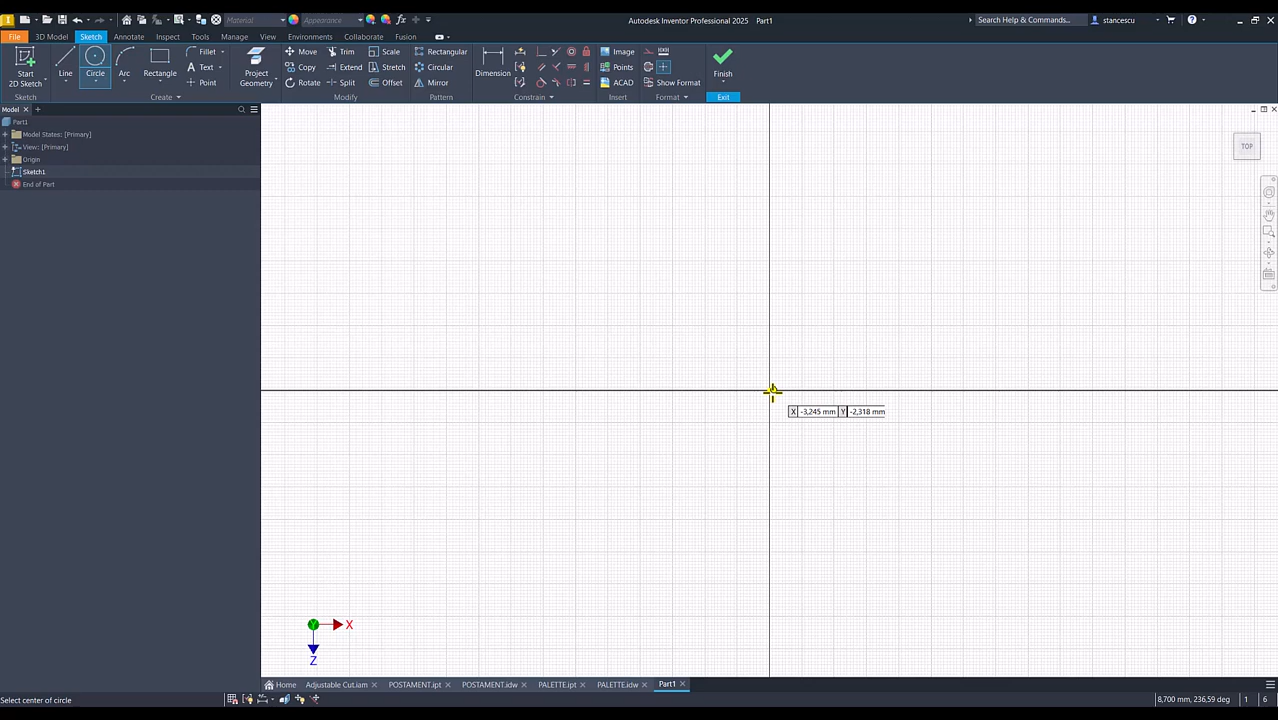 Material
Appearance
Autodesk Inventor Professional 2025 Part1
Search Help & Commands...
stancescu
File
3D Model
Sketch
Annotate
Inspect
Tools
Manage
View
Environments
Collaborate
Fusion
Start
2D Sketch
Line
Circle
Arc
Rectangle
Fillet
Text
Point
Project
Geometry
Move
Copy
Rotate
Trim
Extend
Split
Scale
Stretch
Offset
Rectangular
Circular
Mirror
Dimension
Image
Points
ACAD
Show Format
Finish
Sketch
Create
Modify
Pattern
Constrain
Insert
Format
Exit
Model
Part1
Model States: [Primary]
View: [Primary]
Origin
Sketch1
End of Part
TOP
X -3,245 mm Y -2,318 mm
X
Y
Z
Home
Adjustable Cut.iam
POSTAMENT.ipt
POSTAMENT.idw
PALETTE.ipt
PALETTE.idw
Part1
Select center of circle
8,700 mm, 236,59 deg
1
6